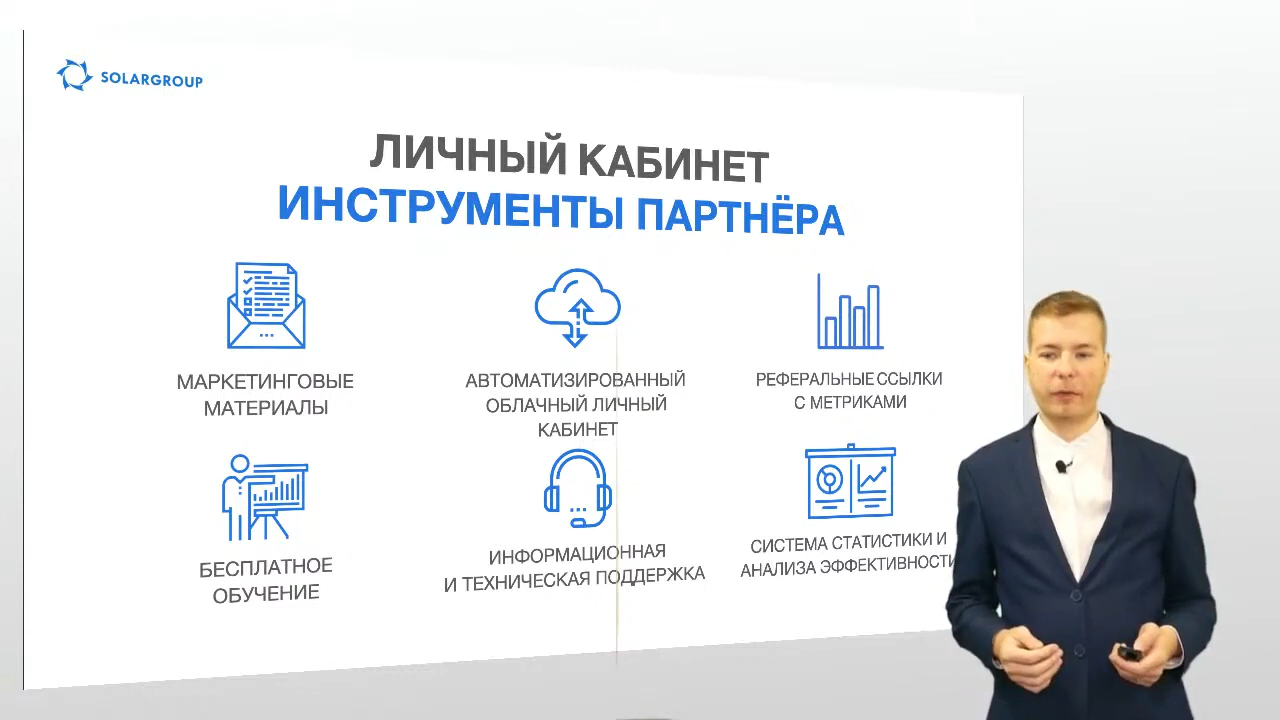 SOLARGROUP
ЛИЧНЫЙ КАБИНЕТ
ИНСТРУМЕНТЫ ПАРТНЁРА
МАРКЕТИНГОВЫЕ
МАТЕРИАЛЫ
АВТОМАТИЗИРОВАННЫЙ
ОБЛАЧНЫЙ ЛИЧНЫЙ
КАБИНЕТ
РЕФЕРАЛЬНЫЕ ССЫЛКИ
С МЕТРИКАМИ
БЕСПЛАТНОЕ
ОБУЧЕНИЕ
ИНФОРМАЦИОННАЯ
И ТЕХНИЧЕСКАЯ ПОДДЕРЖКА
СИСТЕМА СТАТИСТИКИ И
АНАЛИЗА ЭФФЕКТИВНОСТИ